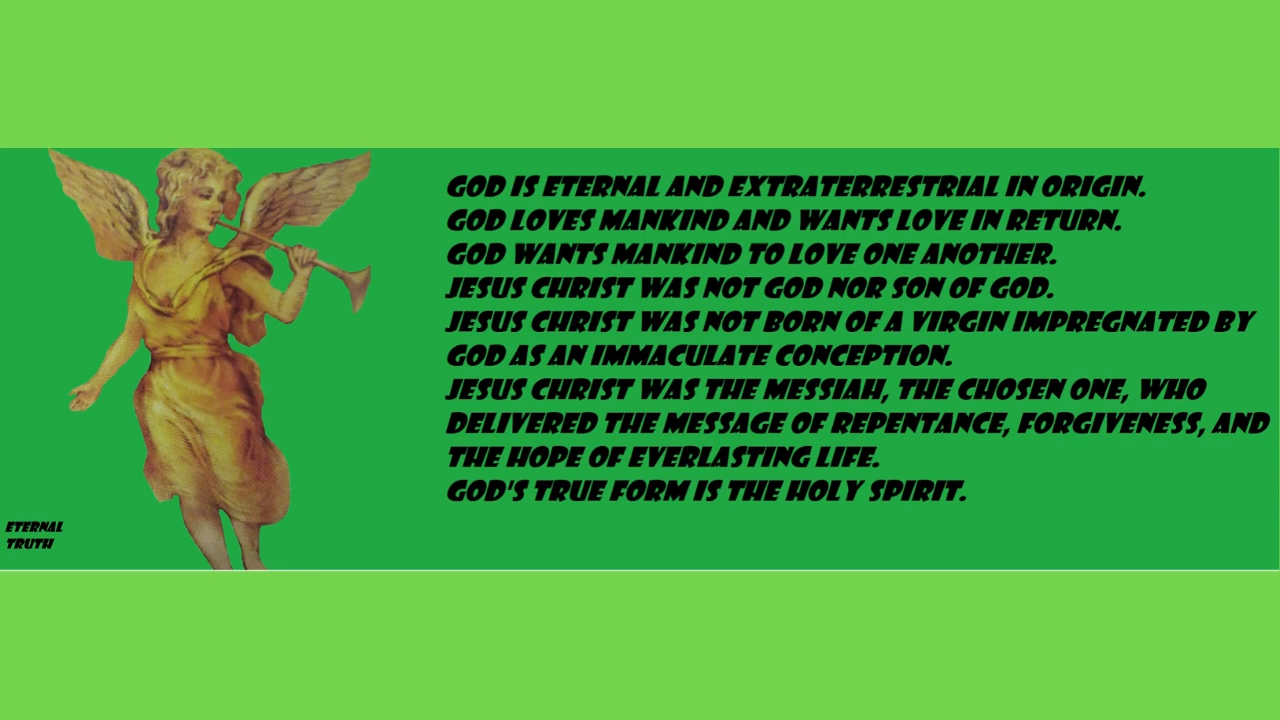 GOD IS ETERNAL AND EXTRATERRESTRIAL IN ORIGIN.
GOD LOVES MANKIND AND WANTS LOVE IN RETURN.
GOD WANTS MANKIND TO LOVE ONE ANOTHER.
JESUS CHRIST WAS NOT GOD NOR SON OF GOD.
JESUS CHRIST WAS NOT BORN OF A VIRGIN IMPREGNATED BY
GOD AS AN IMMACULATE CONCEPTION.
JESUS CHRIST WAS THE MESSIAH, THE CHOSEN ONE, WHO
DELIVERED THE MESSAGE OF REPENTANCE, FORGIVENESS, AND
THE HOPE OF EVERLASTING LIFE.
GOD'S TRUE FORM IS THE HOLY SPIRIT.
ETERNAL
TRUTH